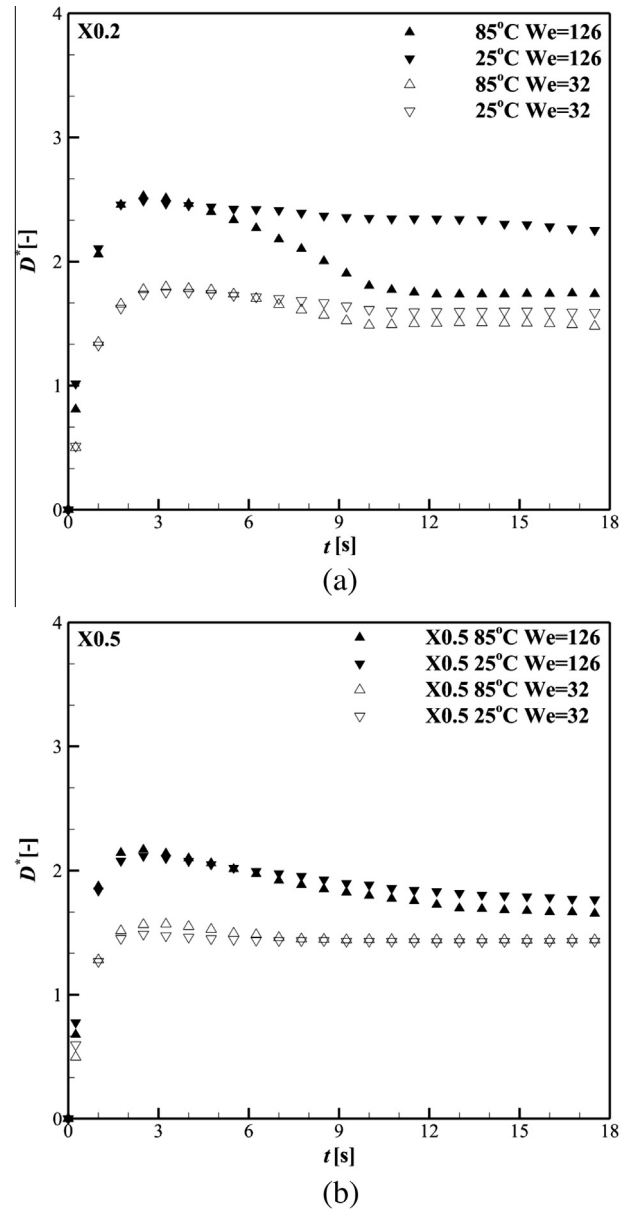 X0.2
85°C We=126
25°C We=126
85°C We=32
25°C We=32
4
3
2
1
0
D*[-]
0 3 6 9 12 15 18
t [s]
(a)
X0.5
X0.5 85°C We=126
X0.5 25°C We=126
X0.5 85°C We=32
X0.5 25°C We=32
4
3
2
1
0
D*[-]
0 3 6 9 12 15 18
t [s]
(b)